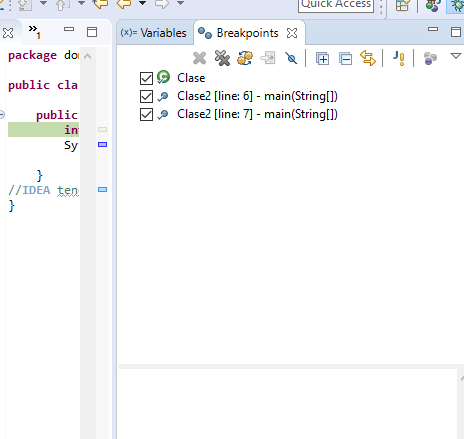 Quick Access
»1
(x)= Variables
Breakpoints
package do
public cla
public
in
Sy
}
//IDEA ten
}
Clase
Clase2 [line: 6] - main(String[])
Clase2 [line: 7] - main(String[])
J!